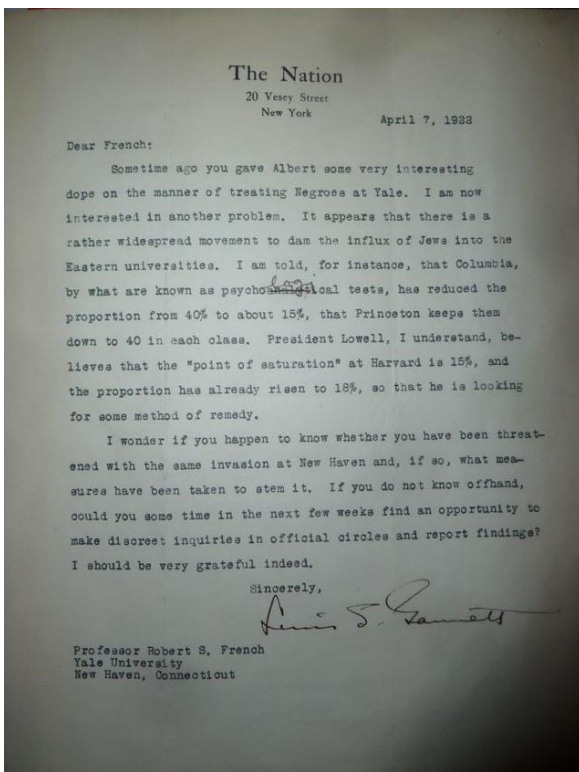 The Nation
20 Vesey Street
New York
April 7, 1922
Dear French:
Sometime ago you gave Albert some very interesting
dope on the manner of treating Negroes at Yale. I am now
interested in another problem. It appears that there is a
rather widespread movement to dam the influx of Jews into the
Eastern universities. I am told, for instance, that Columbia,
by what are known as psychological tests, has reduced the
proportion from 40% to about 15%, that Princeton keeps them
down to 40 in each class. President Lowell, I understand, be-
lieves that the "point of saturation" at Harvard is 15%, and
the proportion has already risen to 18%, so that he is looking
for some method of remedy.
I wonder if you happen to know whether you have been threat-
ened with the same invasion at New Haven and, if so, what mea-
sures have been taken to stem it. If you do not know offhand,
could you some time in the next few weeks find an opportunity to
make discreet inquiries in official circles and report findings?
I should be very grateful indeed.
Sincerely,
Lewis S. Gannett
Professor Robert S. French
Yale University
New Haven, Connecticut